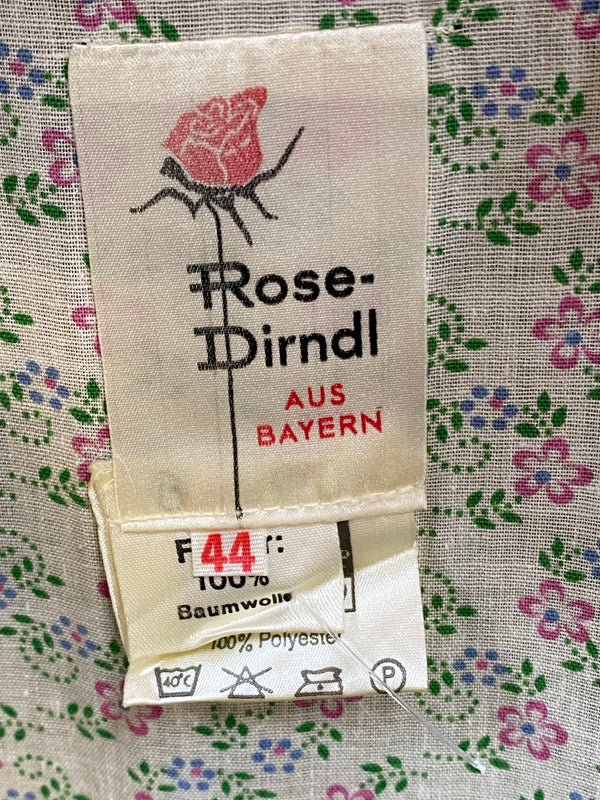 Rose-
Dirndl
AUS
BAYERN
44
100%
Baumwolle
100% Polyester
40°C
P